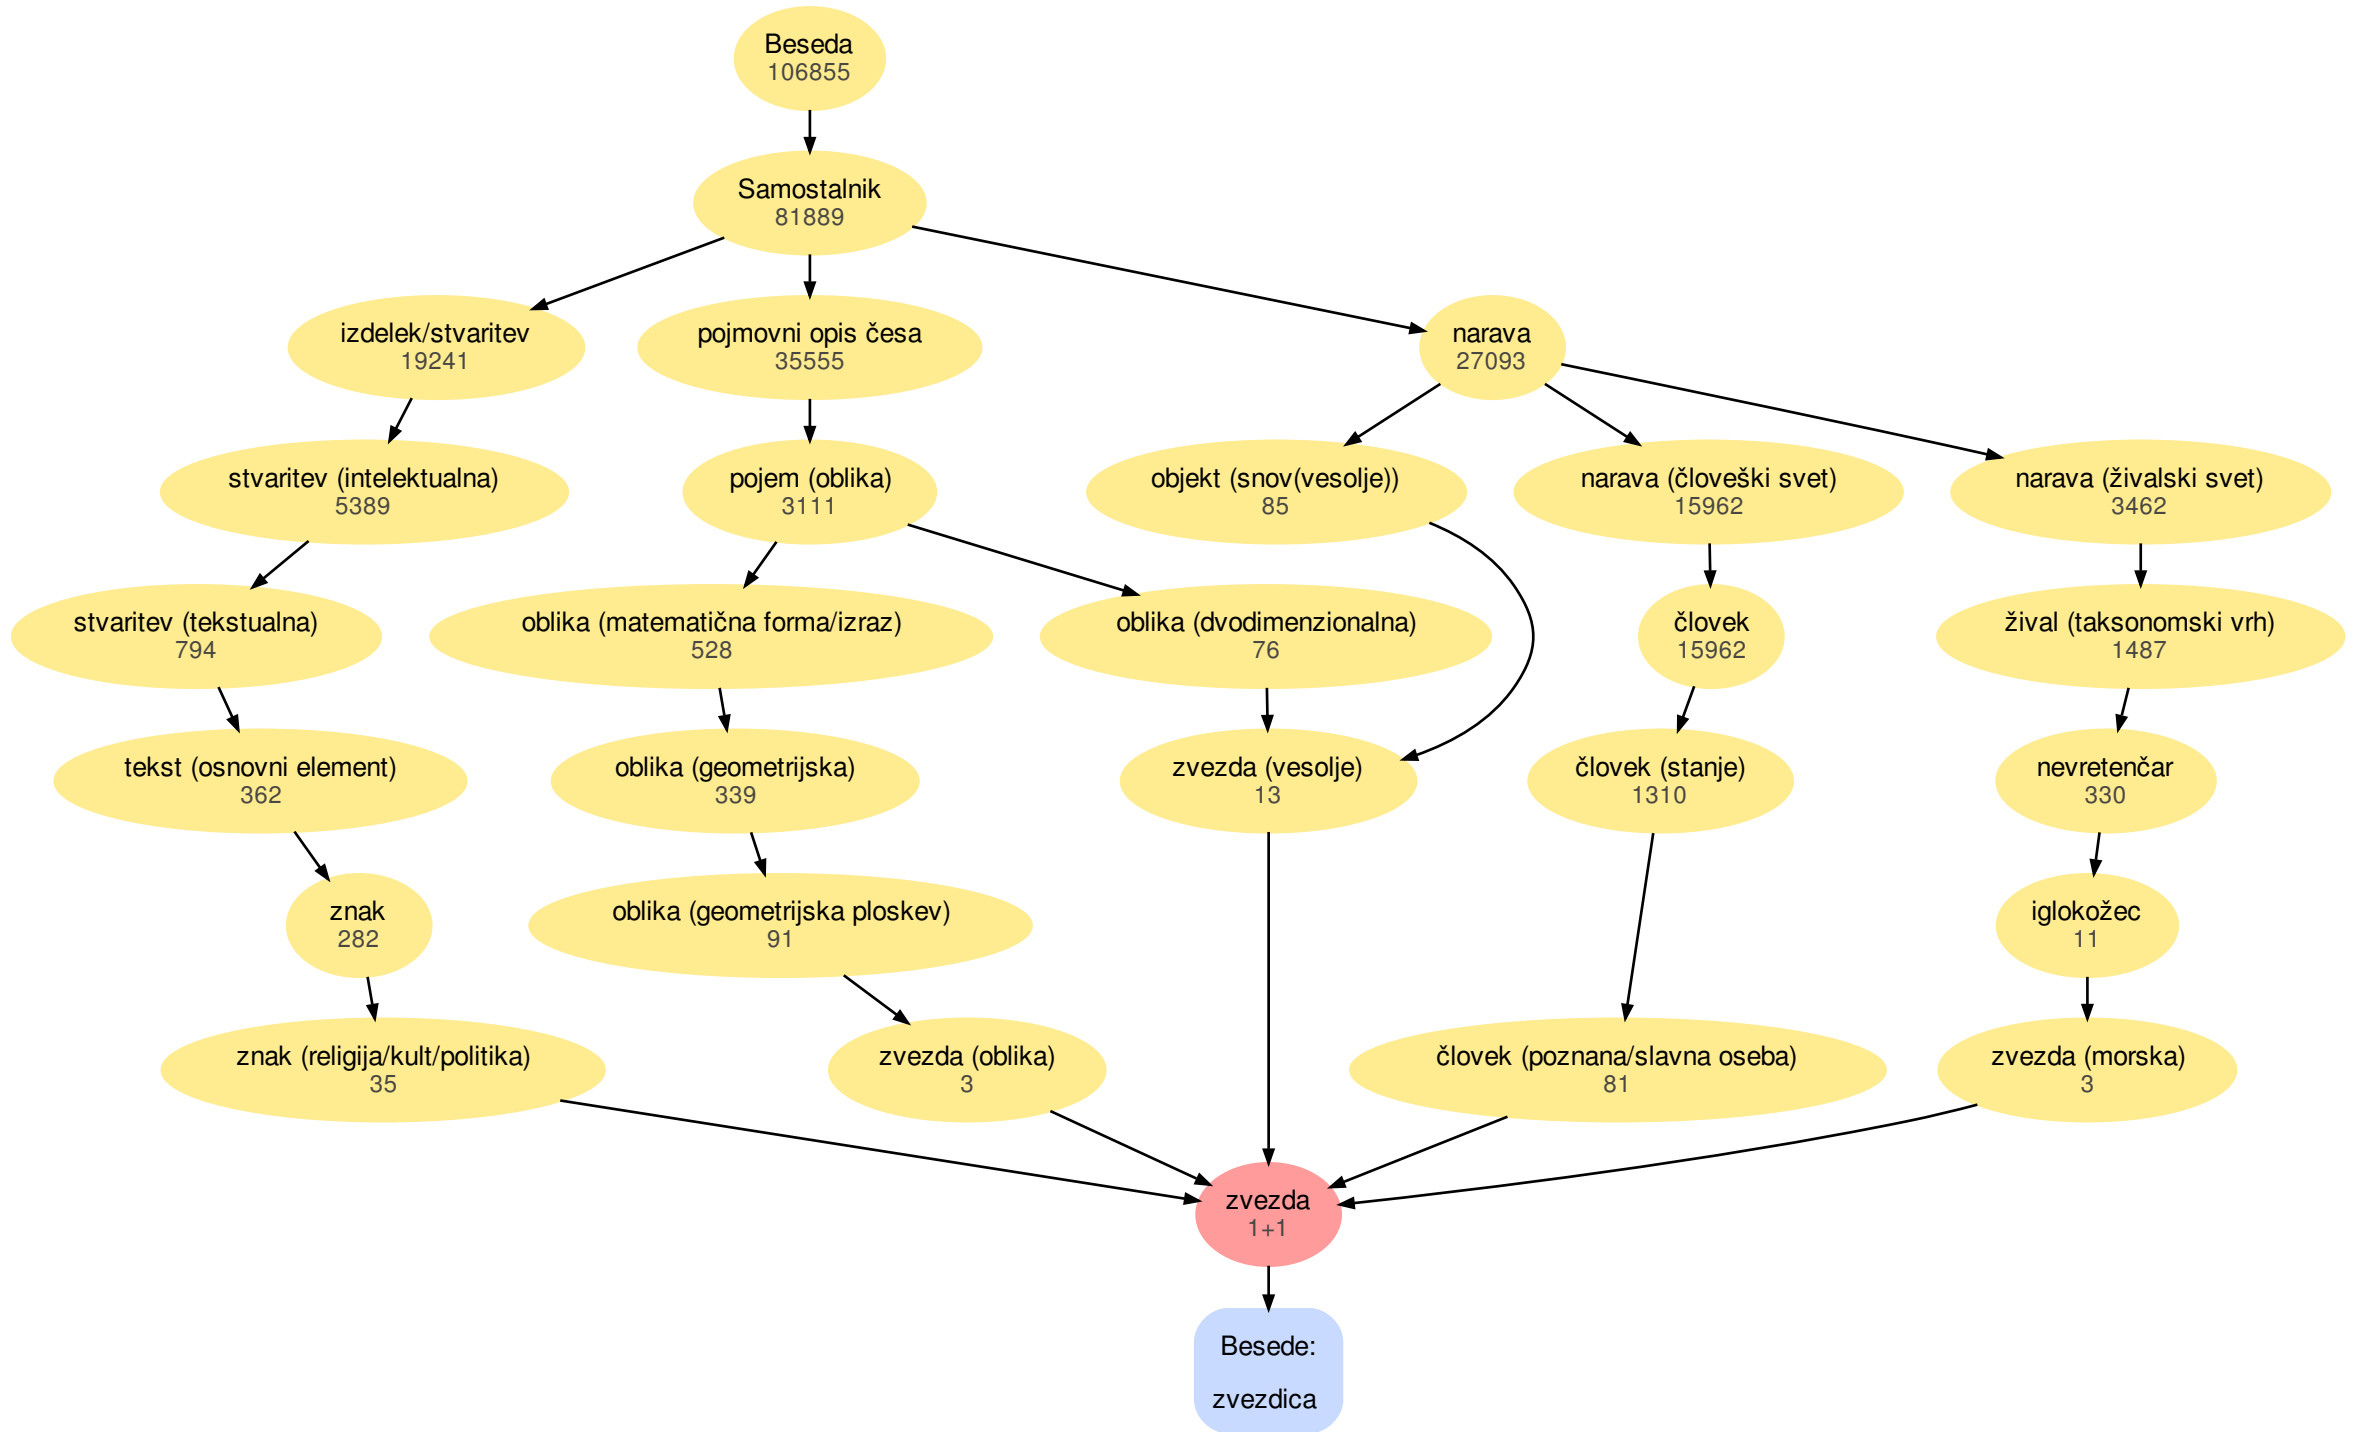 Beseda
106855
Samostalnik
81889
izdelek/stvaritev
19241
pojmovni opis česa
35555
narava
27093
stvaritev (intelektualna)
5389
pojem (oblika)
3111
objekt (snov(vesolje))
85
narava (človeški svet)
15962
narava (živalski svet)
3462
stvaritev (tekstualna)
794
oblika (matematična forma/izraz)
528
oblika (dvodimenzionalna)
76
človek
15962
žival (taksonomski vrh)
1487
tekst (osnovni element)
362
oblika (geometrijska)
339
zvezda (vesolje)
13
človek (stanje)
1310
nevretenčar
330
znak
282
oblika (geometrijska ploskev)
91
iglokožec
11
znak (religija/kult/politika)
35
zvezda (oblika)
3
človek (poznana/slavna oseba)
81
zvezda (morska)
3
zvezda
1+1
Besede:
zvezdica